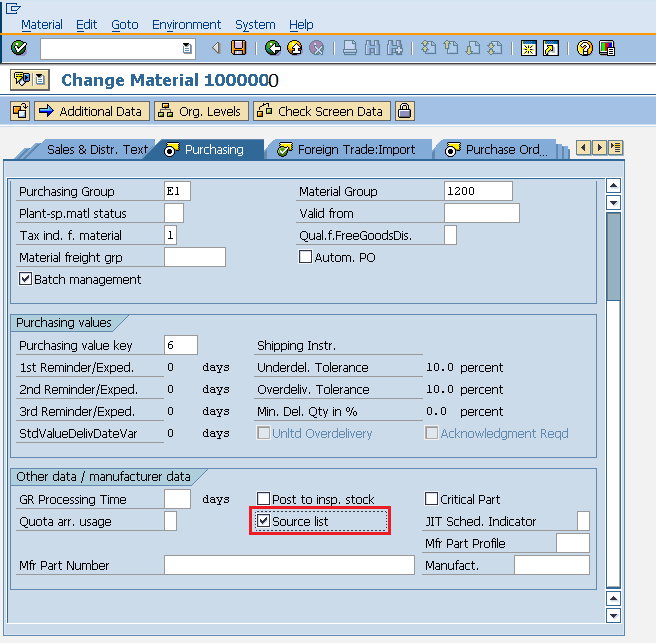 Material Edit Goto Environment System Help
Change Material 10000000
Additional Data Org. Levels Check Screen Data
Sales & Distr. Text Purchasing Foreign Trade:Import Purchase Ord...
Purchasing Group E1 Material Group 1200
Plant-sp.matl status Valid from
Tax ind. f. material 1 Qual.f.FreeGoodsDis.
Material freight grp Autom. PO
Batch management
Purchasing values
Purchasing value key 6 Shipping Instr.
1st Reminder/Exped. 0 days Underdel. Tolerance 10.0 percent
2nd Reminder/Exped. 0 days Overdeliv. Tolerance 10.0 percent
3rd Reminder/Exped. 0 days Min. Del. Qty in % 0.0 percent
StdValueDelivDateVar 0 days Unltd Overdelivery Acknowledgment Reqd
Other data / manufacturer data
GR Processing Time days Post to insp. stock Critical Part
Quota arr. usage Source list JIT Sched. Indicator
Mfr Part Profile
Mfr Part Number Manufact.